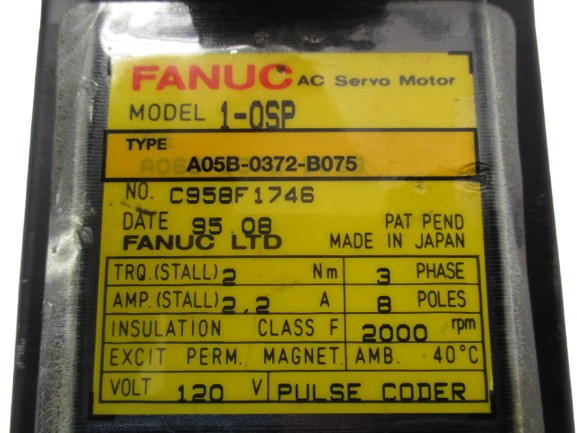 FANUC AC Servo Motor
MODEL 1-0SP
TYPE
A05B-0372-B075
NO. C958F1746
DATE 95.08 PAT PEND
FANUC LTD MADE IN JAPAN
TRQ.(STALL) 2 Nm 3 PHASE
AMP.(STALL) 2.2 A 8 POLES
INSULATION CLASS F 2000 rpm
EXCIT PERM. MAGNET. AMB. 40°C
VOLT 120 V PULSE CODER